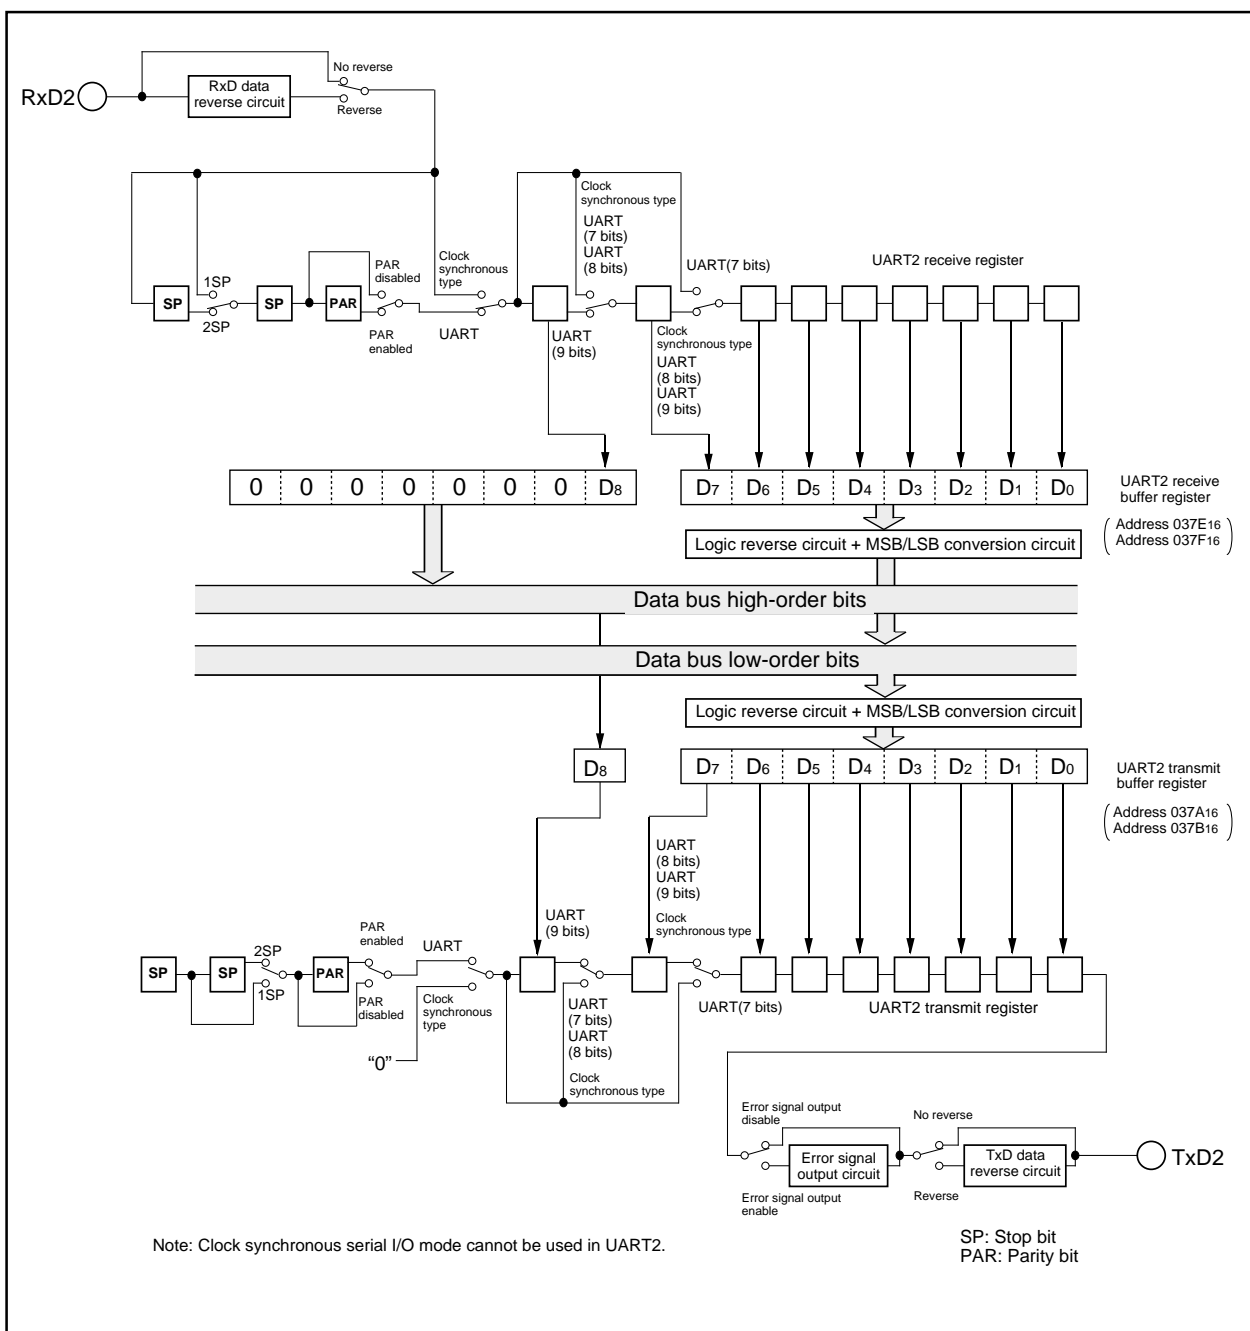 No reverse
RxD2
RxD data
reverse circuit
Reverse
Clock
synchronous type
UART
(7 bits)
UART
(8 bits)
UART(7 bits)
UART2 receive register
PAR
disabled
Clock
synchronous
type
1SP
SP
SP
PAR
2SP
PAR
enabled
UART
UART
(9 bits)
Clock
synchronous type
UART
(8 bits)
UART
(9 bits)
0 0 0 0 0 0 0 D8
D7 D6 D5 D4 D3 D2 D1 D0
UART2 receive
buffer register
Address 037E16
Address 037F16
Logic reverse circuit + MSB/LSB conversion circuit
Data bus high-order bits
Data bus low-order bits
Logic reverse circuit + MSB/LSB conversion circuit
D8
D7 D6 D5 D4 D3 D2 D1 D0
UART2 transmit
buffer register
Address 037A16
Address 037B16
UART
(8 bits)
UART
(9 bits)
Clock
synchronous type
UART
(9 bits)
PAR
enabled
2SP
UART
SP
SP
PAR
1SP
PAR
disabled
Clock
synchronous
type
“0”
UART
(7 bits)
UART
(8 bits)
Clock
synchronous type
UART(7 bits)
UART2 transmit register
Error signal output
disable
No reverse
Error signal
output circuit
TxD data
reverse circuit
TxD2
Error signal output
enable
Reverse
Note: Clock synchronous serial I/O mode cannot be used in UART2.
SP: Stop bit
PAR: Parity bit